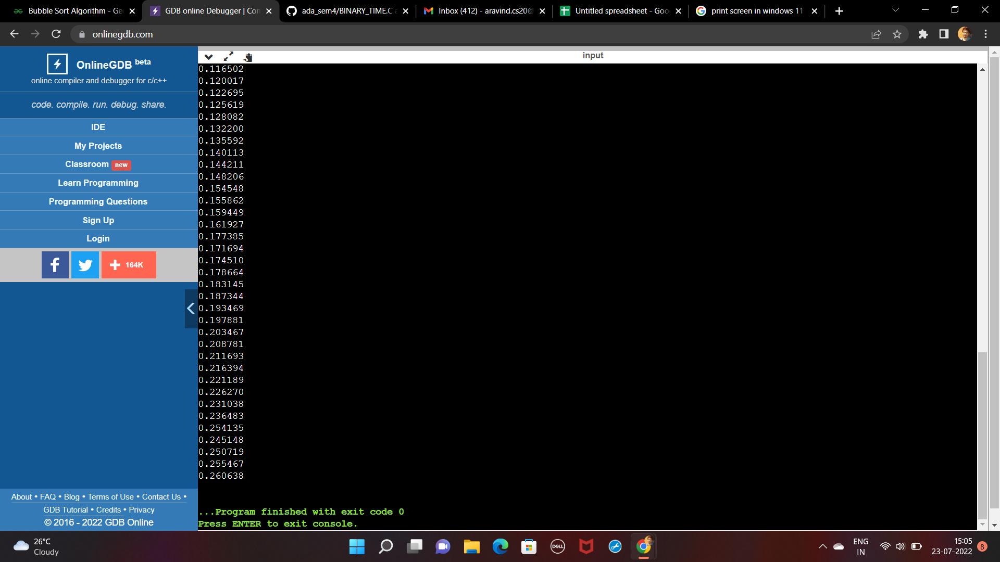 Bubble Sort Algorithm - Ge
GDB online Debugger | Con
ada_sem4/BINARY_TIME.C a
Inbox (412) - aravind.cs20@
Untitled spreadsheet - Goo
print screen in windows 11
onlinegdb.com
OnlineGDB beta
online compiler and debugger for c/c++
code. compile. run. debug. share.
IDE
My Projects
Classroom new
Learn Programming
Programming Questions
Sign Up
Login
f
164K
About • FAQ • Blog • Terms of Use • Contact Us •
GDB Tutorial • Credits • Privacy
© 2016 - 2022 GDB Online
input
0.116502
0.120017
0.122695
0.125619
0.128082
0.132200
0.135592
0.140113
0.144211
0.148206
0.154548
0.155862
0.159449
0.161927
0.177385
0.171694
0.174510
0.178664
0.183145
0.187344
0.193469
0.197881
0.203467
0.208781
0.211693
0.216394
0.221189
0.226270
0.231038
0.236483
0.254135
0.245148
0.250719
0.255467
0.260638
...Program finished with exit code 0
Press ENTER to exit console.
26°C
Cloudy
DELL
ENG
IN
15:05
23-07-2022
8